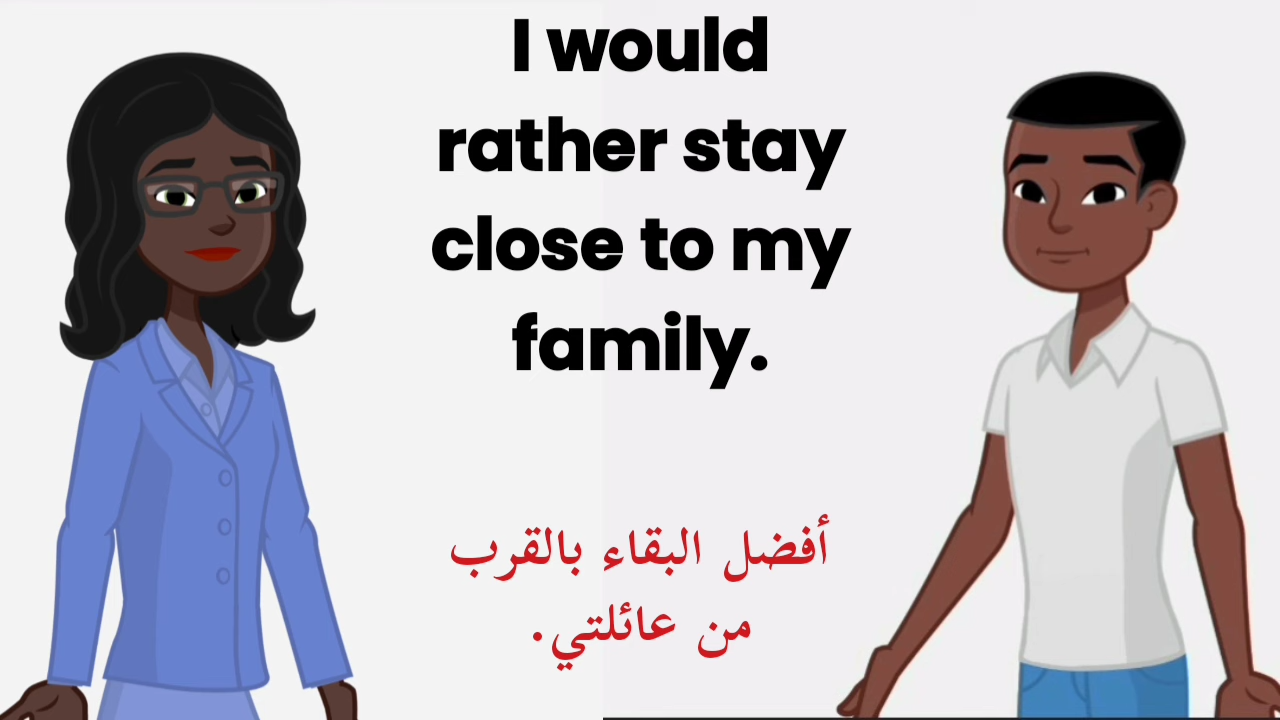 I would
rather stay
close to my
family.
أفضل البقاء بالقرب
من عائلتي.